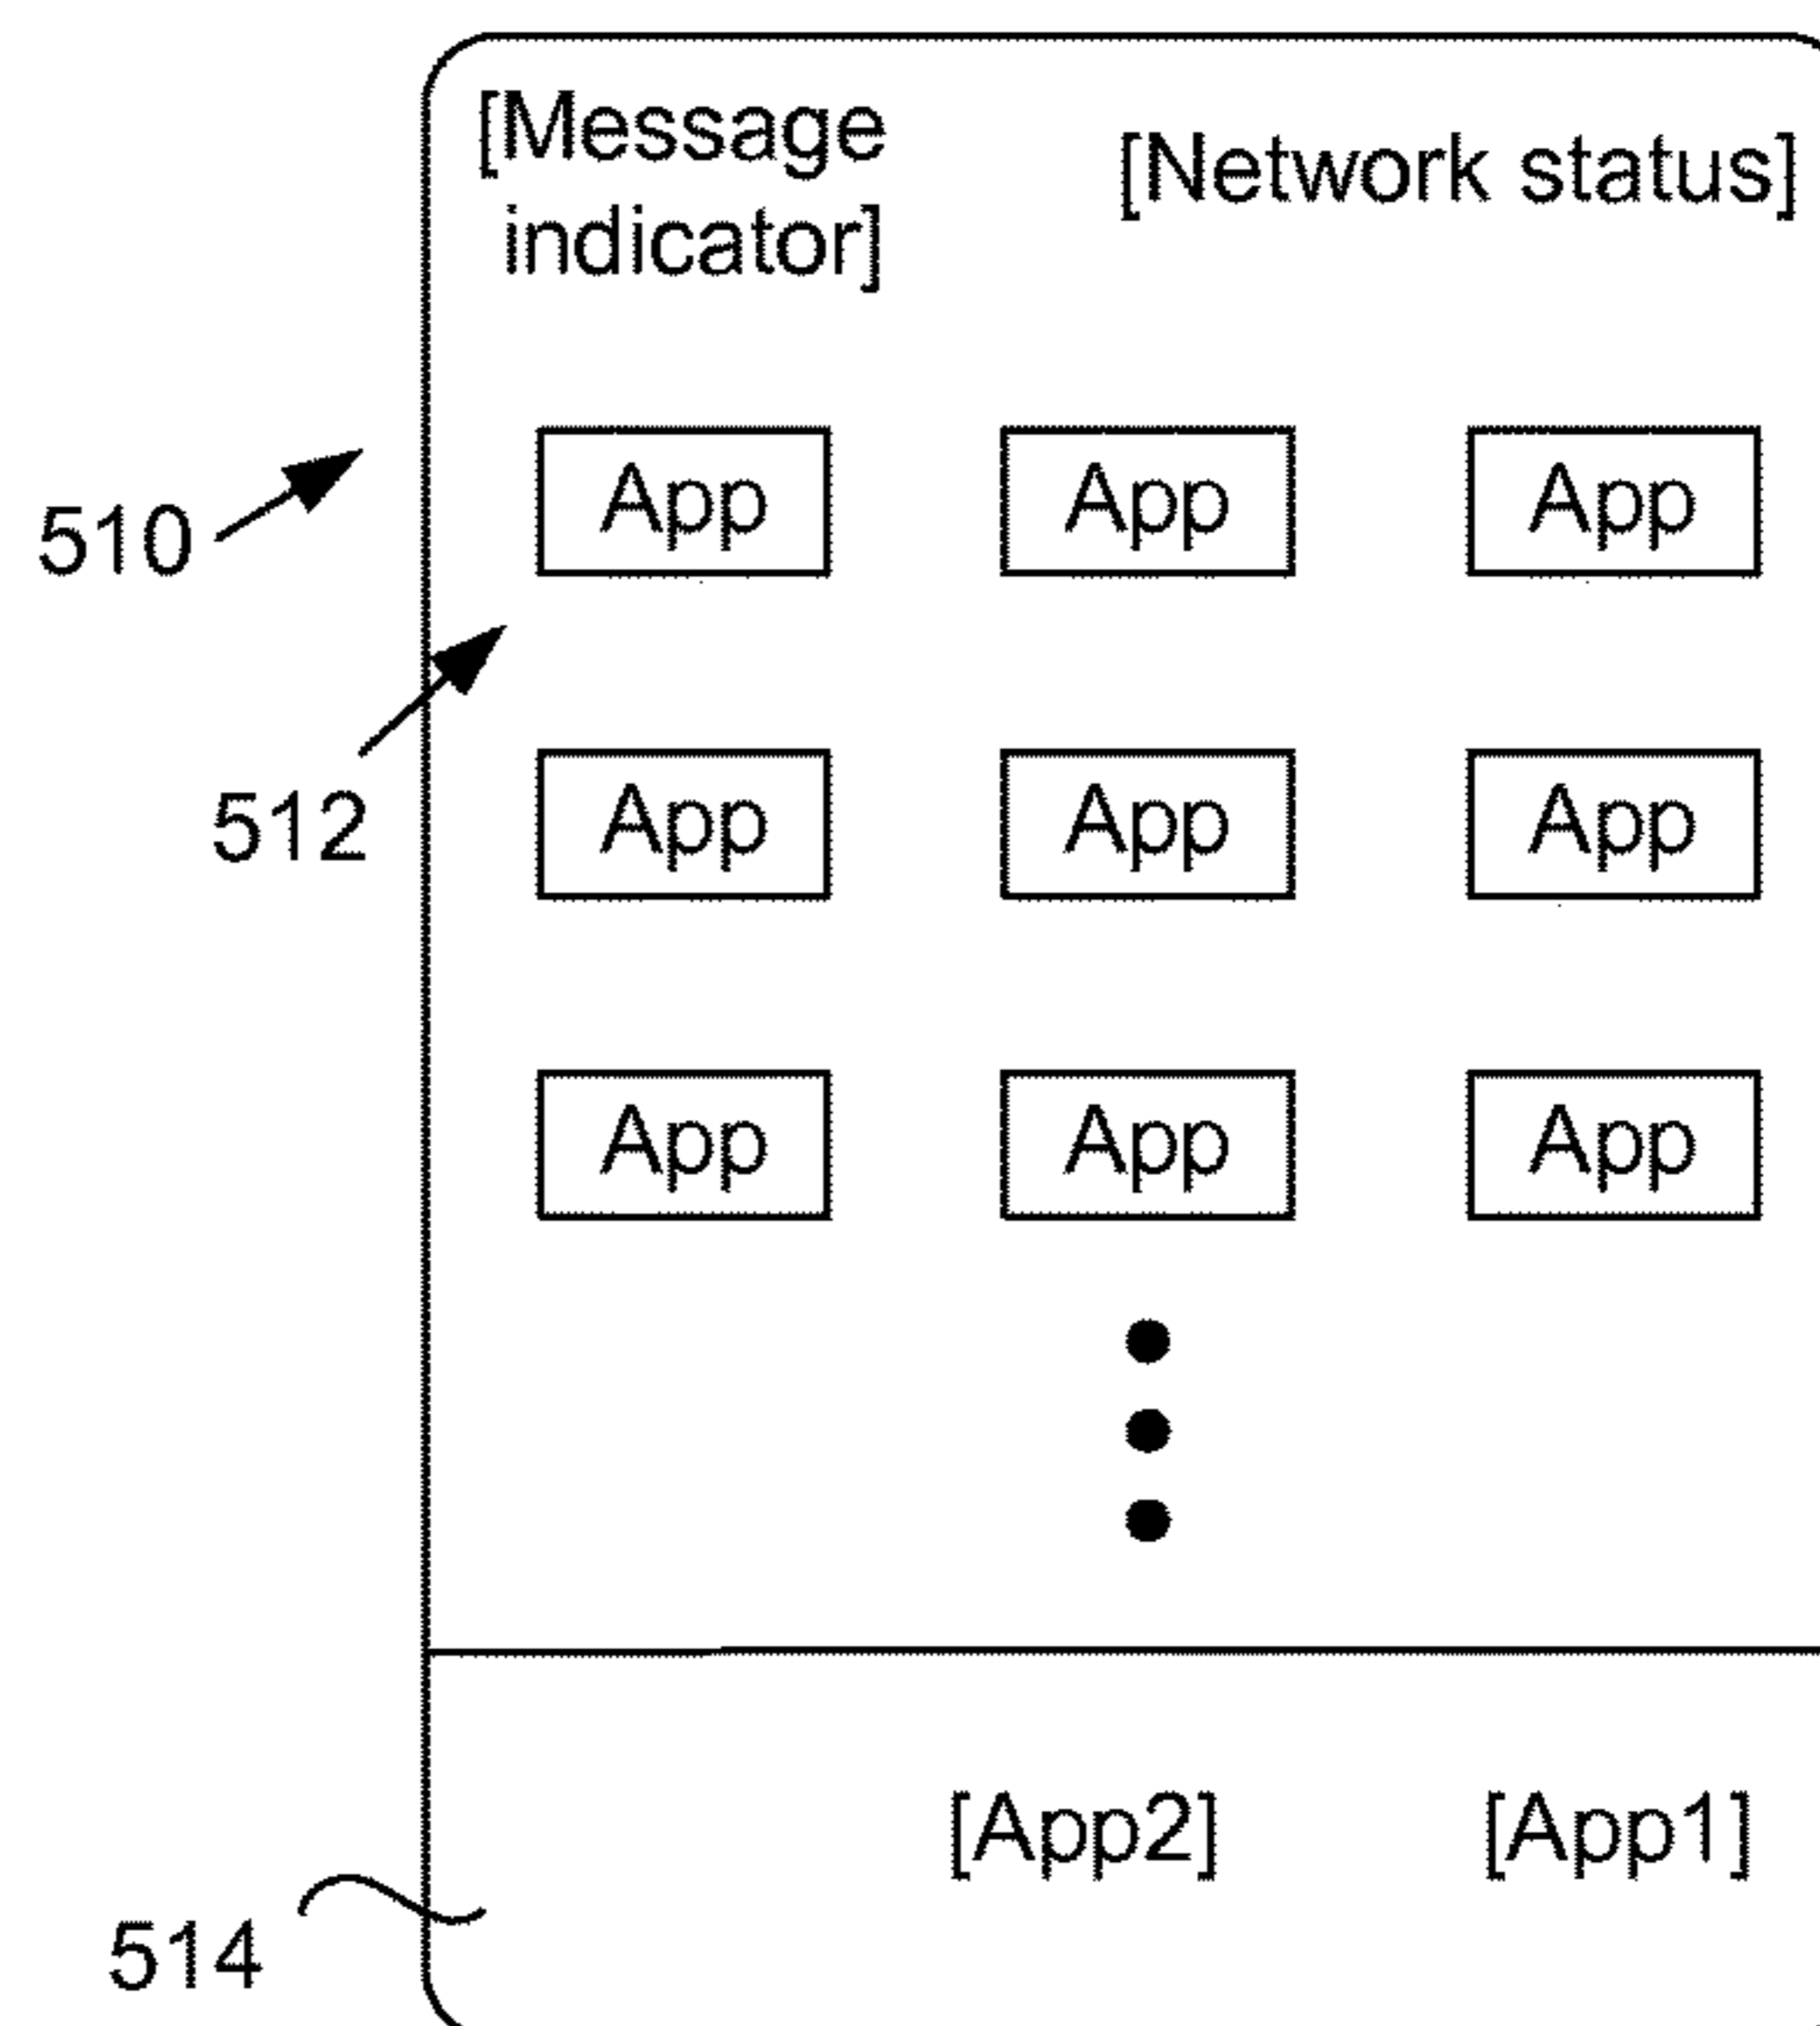 [Message
indicator]
[Network status]
510
App App App
512
App App App
App App App
[App2] [App1]
514